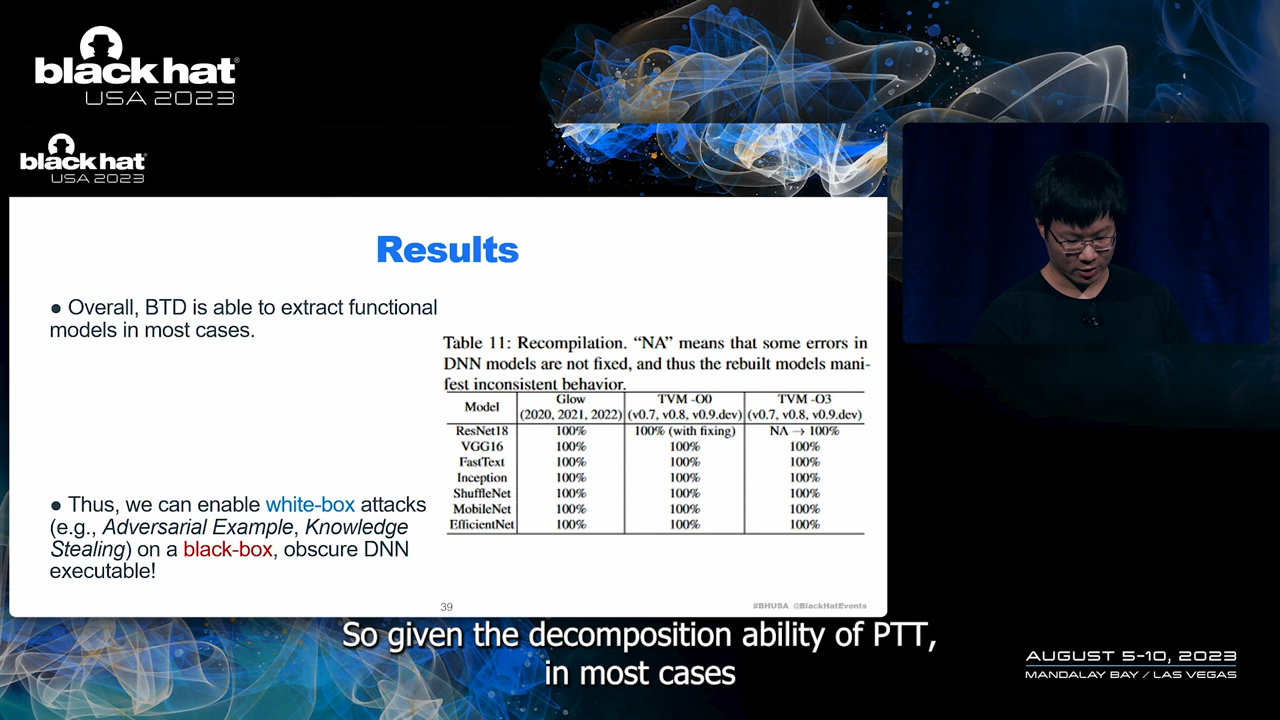 black hat®
USA 2023
black hat®
USA 2023
Results
● Overall, BTD is able to extract functional
models in most cases.
Table 11: Recompilation. “NA” means that some errors in
DNN models are not fixed, and thus the rebuilt models mani-
fest inconsistent behavior.
Model Glow TVM -O0 TVM -O3
(2020, 2021, 2022) (v0.7, v0.8, v0.9.dev) (v0.7, v0.8, v0.9.dev)
ResNet18 100% 100% (with fixing) NA → 100%
VGG16 100% 100% 100%
FastText 100% 100% 100%
Inception 100% 100% 100%
ShuffleNet 100% 100% 100%
MobileNet 100% 100% 100%
EfficientNet 100% 100% 100%
● Thus, we can enable white-box attacks
(e.g., Adversarial Example, Knowledge
Stealing) on a black-box, obscure DNN
executable!
39
#BHUSA @BlackHatEvents
So given the decomposition ability of PTT,
in most cases
AUGUST 5-10, 2023
MANDALAY BAY / LAS VEGAS